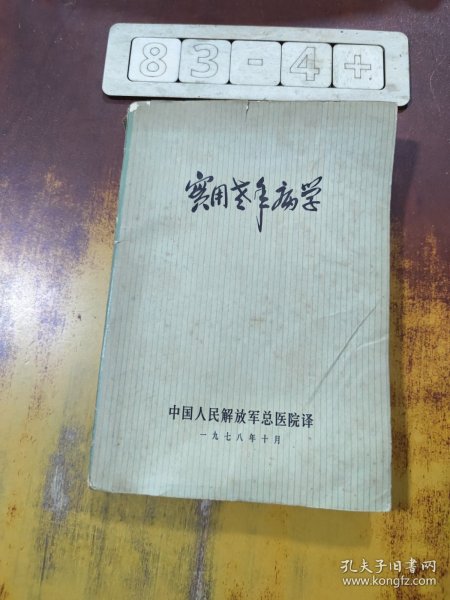 83-4+
实用老年病学
中国人民解放军总医院译
一九七八年十月
孔夫子旧书网
www.kongfz.com